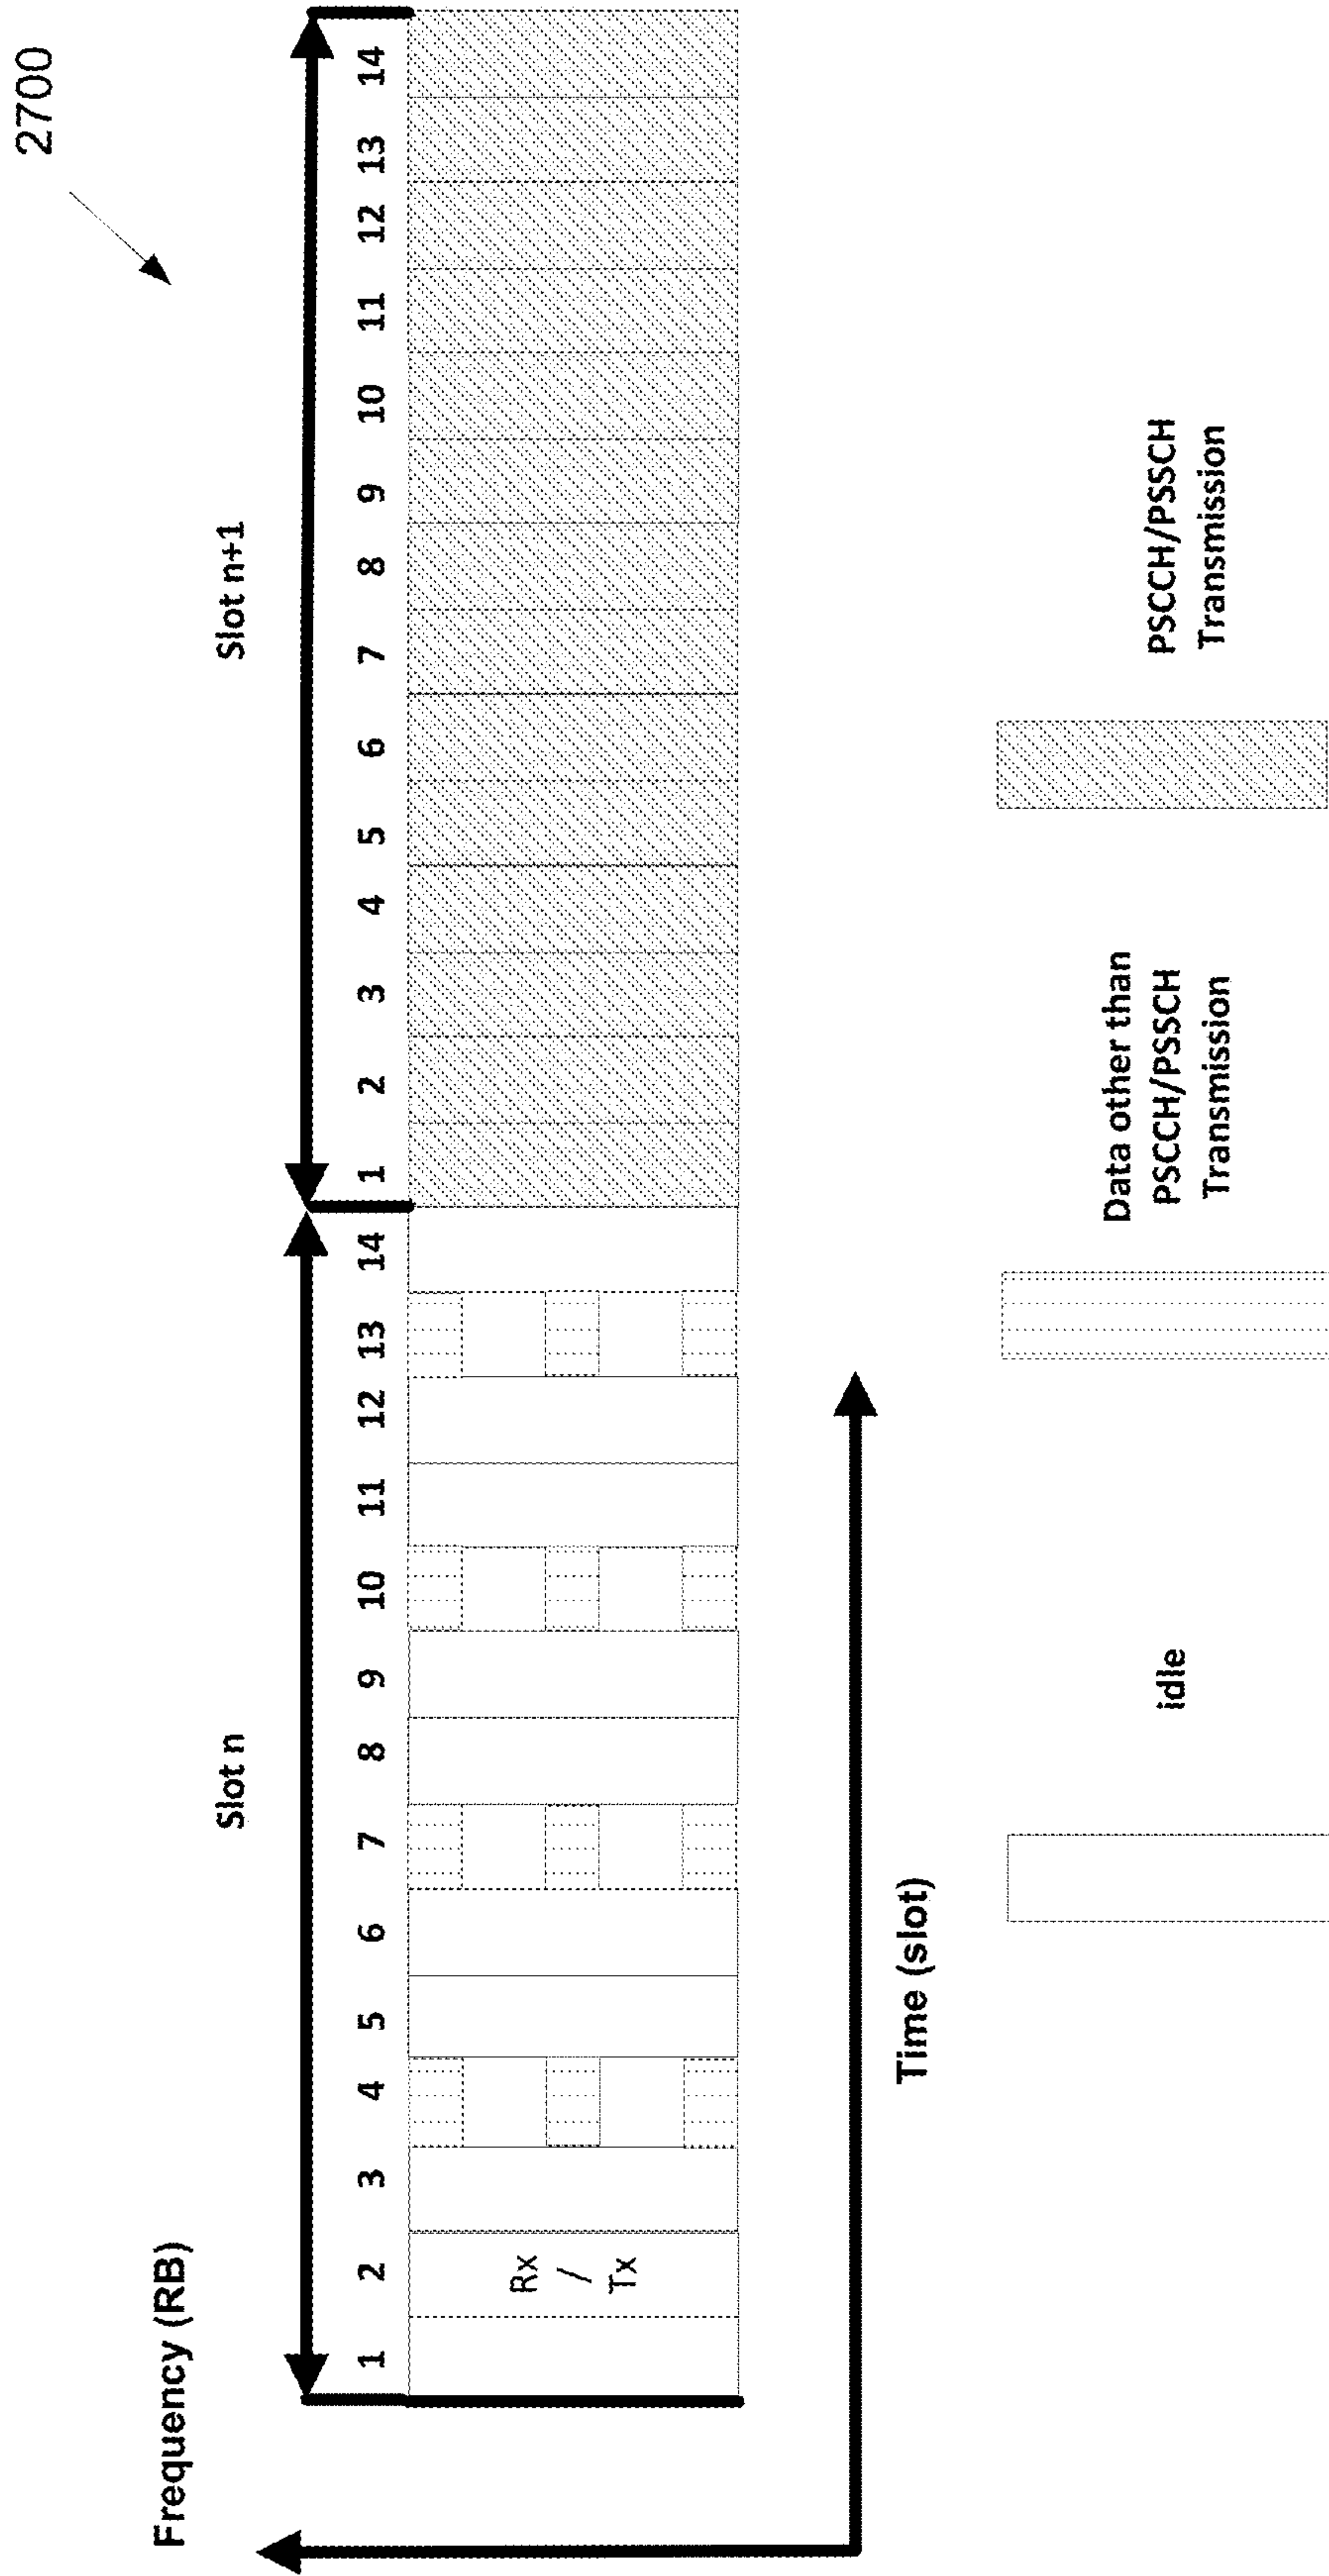 2700
Frequency (RB)
Slot n
Slot n+1
1 2 3 4 5 6 7 8 9 10 11 12 13 14 1 2 3 4 5 6 7 8 9 10 11 12 13 14
Rx
/
Tx
Time (slot)
idle
Data other than
PSCCH/PSSCH
Transmission
PSCCH/PSSCH
Transmission